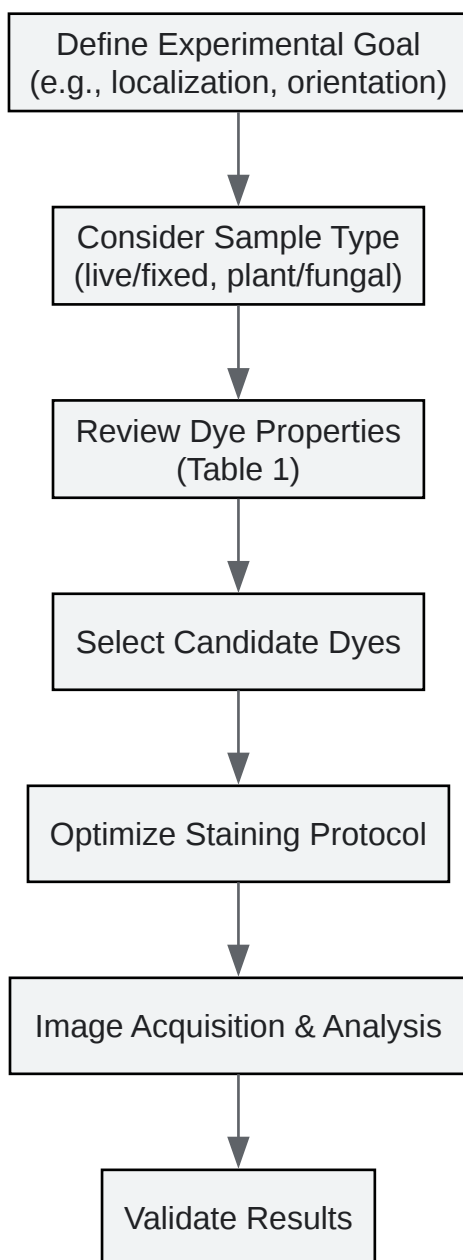 Define Experimental Goal
(e.g., localization, orientation)
Consider Sample Type
(live/fixed, plant/fungal)
Review Dye Properties
(Table 1)
Select Candidate Dyes
Optimize Staining Protocol
Image Acquisition & Analysis
Validate Results